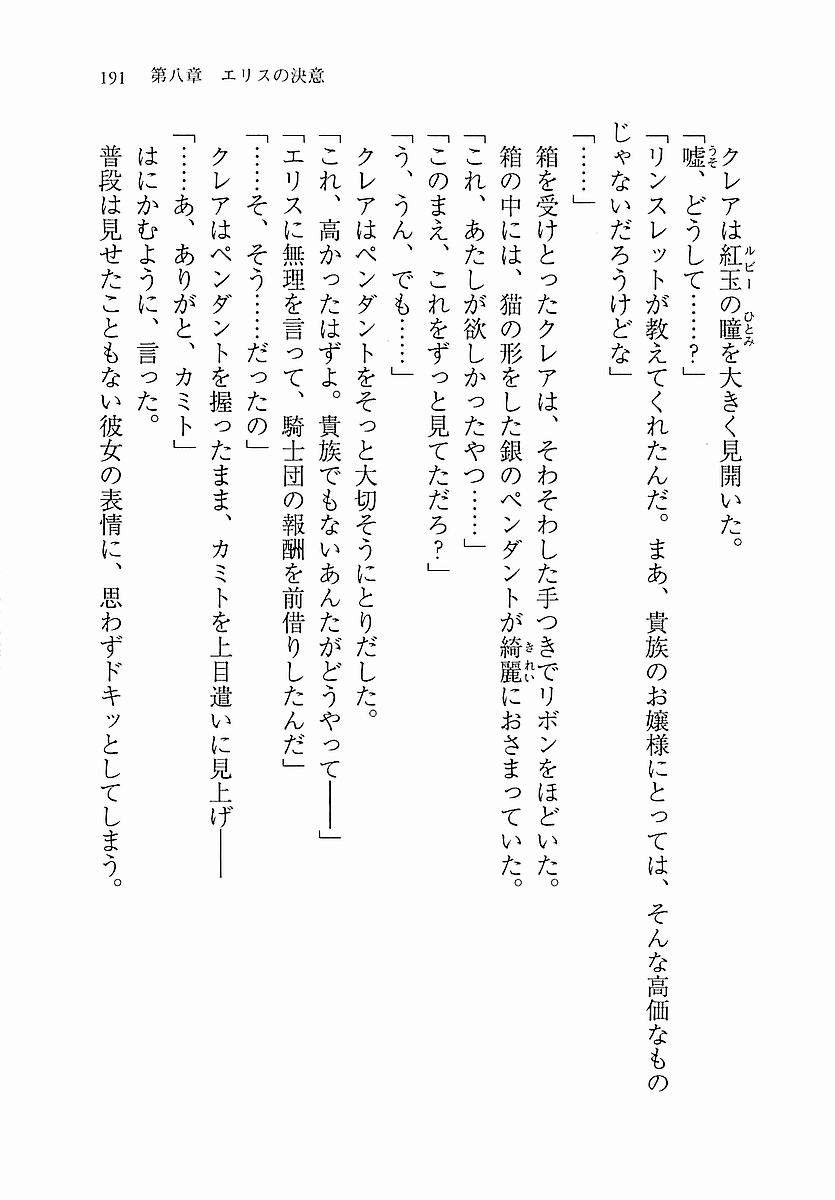 191　第八章　エリスの決意
クレアは紅玉の瞳を大きく見開いた。
「嘘、どうして……?」
「リンスレットが教えてくれたんだ。まあ、貴族のお嬢様にとっては、そんな高価なもの
じゃないだろうけどな」
「……」
箱を受けとったクレアは、そわそわした手つきでリボンをほどいた。
箱の中には、猫の形をした銀のペンダントが綺麗におさまっていた。
「これ、あたしが欲しかったやつ……」
「このまえ、これをずっと見てただろ?」
「う、うん、でも……」
クレアはペンダントをそっと大切そうにとりだした。
「これ、高かったはずよ。貴族でもないあんたがどうやって――」
「エリスに無理を言って、騎士団の報酬を前借りしたんだ」
「……そ、そう……だったの」
クレアはペンダントを握ったまま、カミトを上目遣いに見上げ――
「……あ、ありがと、カミト」
はにかむように、言った。
普段は見せたこともない彼女の表情に、思わずドキッとしてしまう。